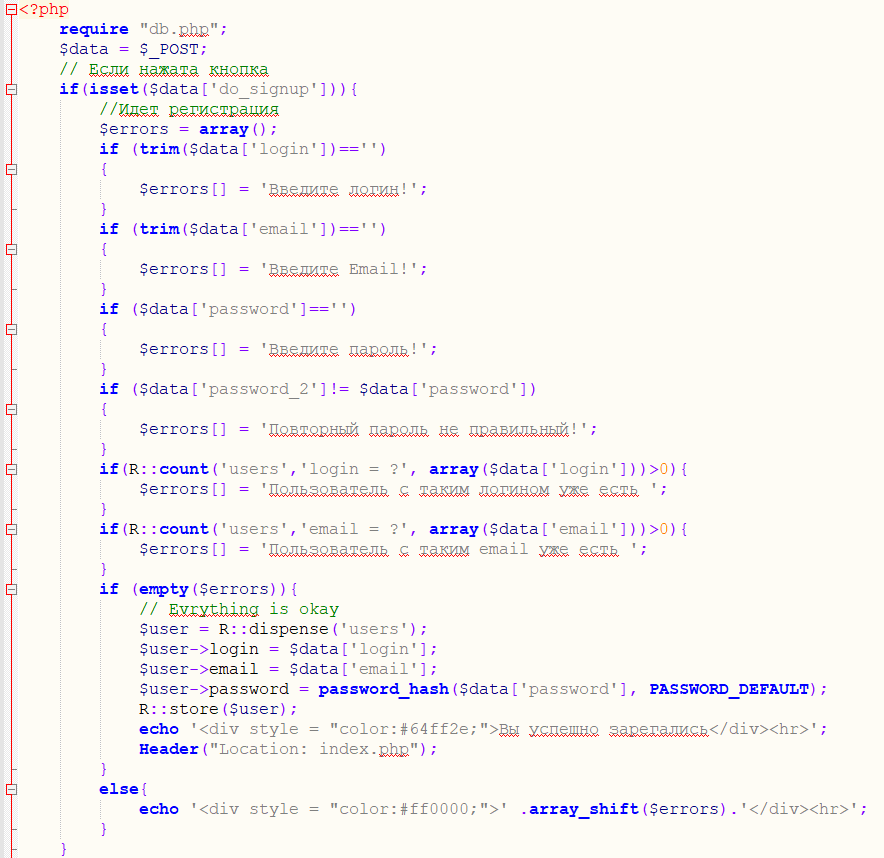 <?php
require "db.php";
$data = $_POST;
// Если нажата кнопка
if(isset($data['do_signup'])){
//Идет регистрация
$errors = array();
if (trim($data['login'])=='')
{
$errors[] = 'Введите логин!';
}
if (trim($data['email'])=='')
{
$errors[] = 'Введите Email!';
}
if ($data['password']=='')
{
$errors[] = 'Введите пароль!';
}
if ($data['password_2']!= $data['password'])
{
$errors[] = 'Повторный пароль не правильный!';
}
if(R::count('users','login = ?', array($data['login']))>0){
$errors[] = 'Пользователь с таким логином уже есть ';
}
if(R::count('users','email = ?', array($data['email']))>0){
$errors[] = 'Пользователь с таким email уже есть ';
}
if (empty($errors)){
// Evrything is okay
$user = R::dispense('users');
$user->login = $data['login'];
$user->email = $data['email'];
$user->password = password_hash($data['password'], PASSWORD_DEFAULT);
R::store($user);
echo '<div style = "color:#64ff2e;">Вы успешно зарегались</div><hr>';
Header("Location: index.php");
}
else{
echo '<div style = "color:#ff0000;">' .array_shift($errors).'</div><hr>';
}
}